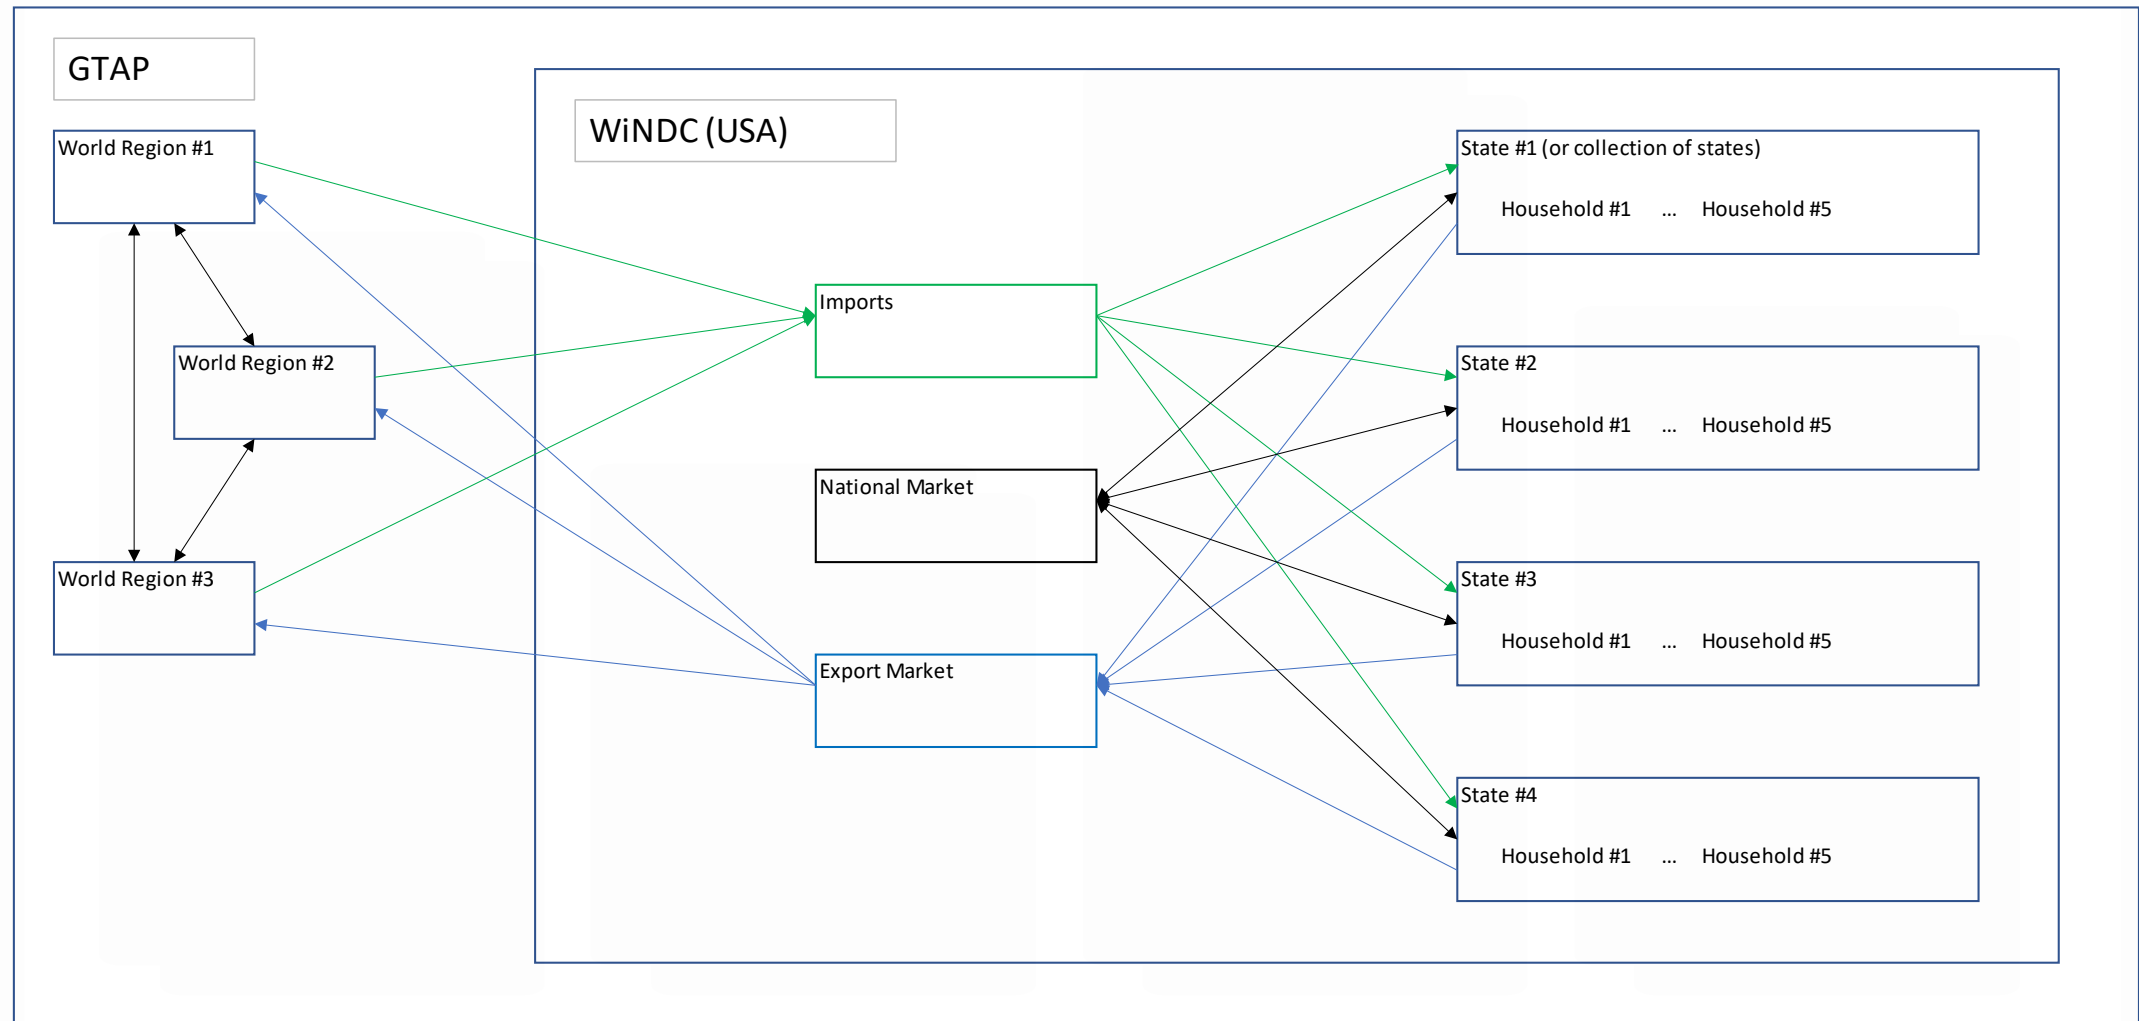 GTAP
WiNDC (USA)
World Region #1
State #1 (or collection of states)
Household #1 ... Household #5
Imports
World Region #2
State #2
Household #1 ... Household #5
National Market
World Region #3
State #3
Household #1 ... Household #5
Export Market
State #4
Household #1 ... Household #5